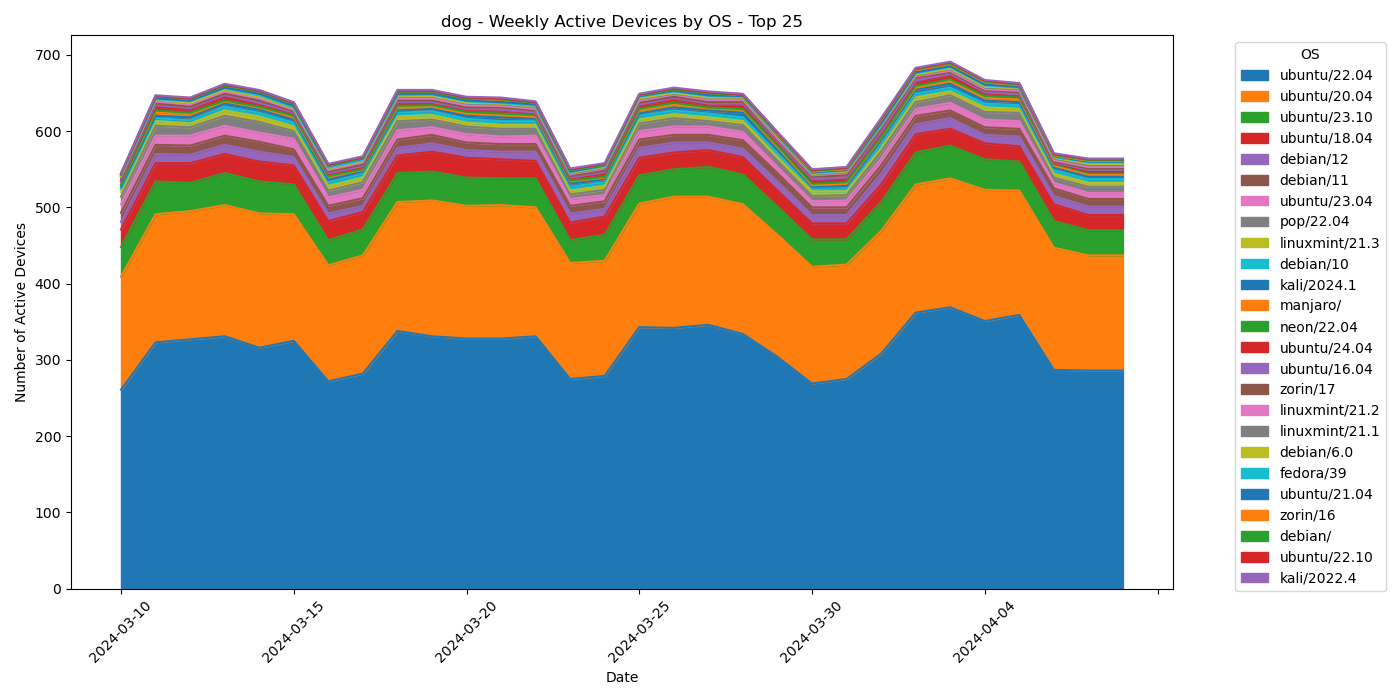 dog - Weekly Active Devices by OS - Top 25
Number of Active Devices
700
600
500
400
300
200
100
0
2024-03-10
2024-03-15
2024-03-20
2024-03-25
2024-03-30
2024-04-04
Date
OS
ubuntu/22.04
ubuntu/20.04
ubuntu/23.10
ubuntu/18.04
debian/12
debian/11
ubuntu/23.04
pop/22.04
linuxmint/21.3
debian/10
kali/2024.1
manjaro/
neon/22.04
ubuntu/24.04
ubuntu/16.04
zorin/17
linuxmint/21.2
linuxmint/21.1
debian/6.0
fedora/39
ubuntu/21.04
zorin/16
debian/
ubuntu/22.10
kali/2022.4